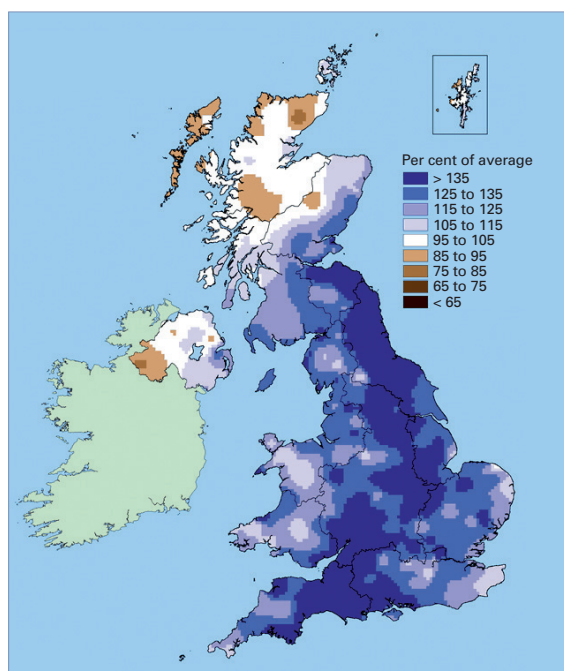 Per cent of average
> 135
125 to 135
115 to 125
105 to 115
95 to 105
85 to 95
75 to 85
65 to 75
< 65